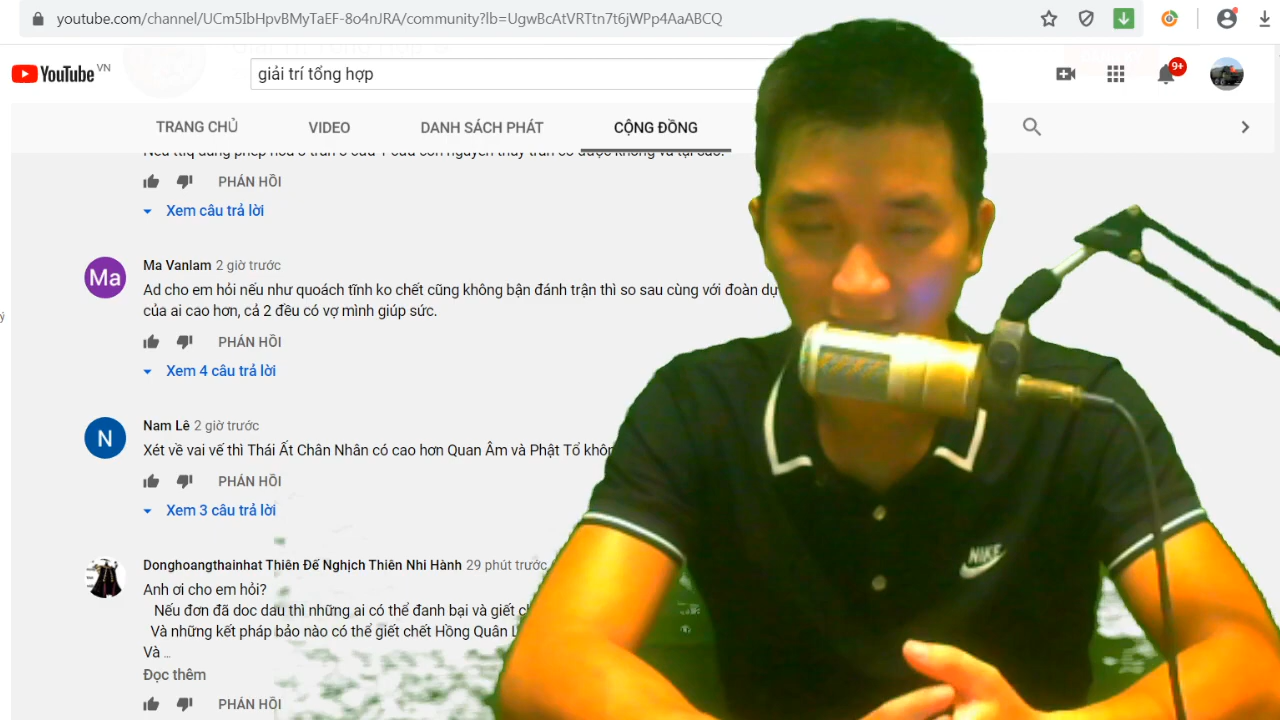 youtube.com/channel/UCm5IbHpvBMyTaEF-8o4nJRA/community?lb=UgwBcAtVRTtn7t6jWPp4AaABCQ
YouTube VN
giải trí tổng hợp
9+
TRANG CHỦ VIDEO DANH SÁCH PHÁT CỘNG ĐỒNG
PHẢN HỒI
Xem câu trả lời
Ma
Ma Vanlam 2 giờ trước
Ad cho em hỏi nếu như quoách tĩnh ko chết cũng không bận đánh trận thì so sau cùng với đoàn dự
của ai cao hơn, cả 2 đều có vợ mình giúp sức.
PHẢN HỒI
Xem 4 câu trả lời
N
Nam Lê 2 giờ trước
Xét về vai vế thì Thái Ất Chân Nhân có cao hơn Quan Âm và Phật Tổ
PHẢN HỒI
Xem 3 câu trả lời
Donghoangthainhat Thiên Đế Nghịch Thiên Nhi Hành 29 phút trước
Anh ơi cho em hỏi?
Nếu đơn đã dọc dau thì những ai có thể đanh bại và giết
Và những kết pháp bảo nào có thể giết chết Hồng Quân
Và ...
Đọc thêm
PHẢN HỒI
NIKE